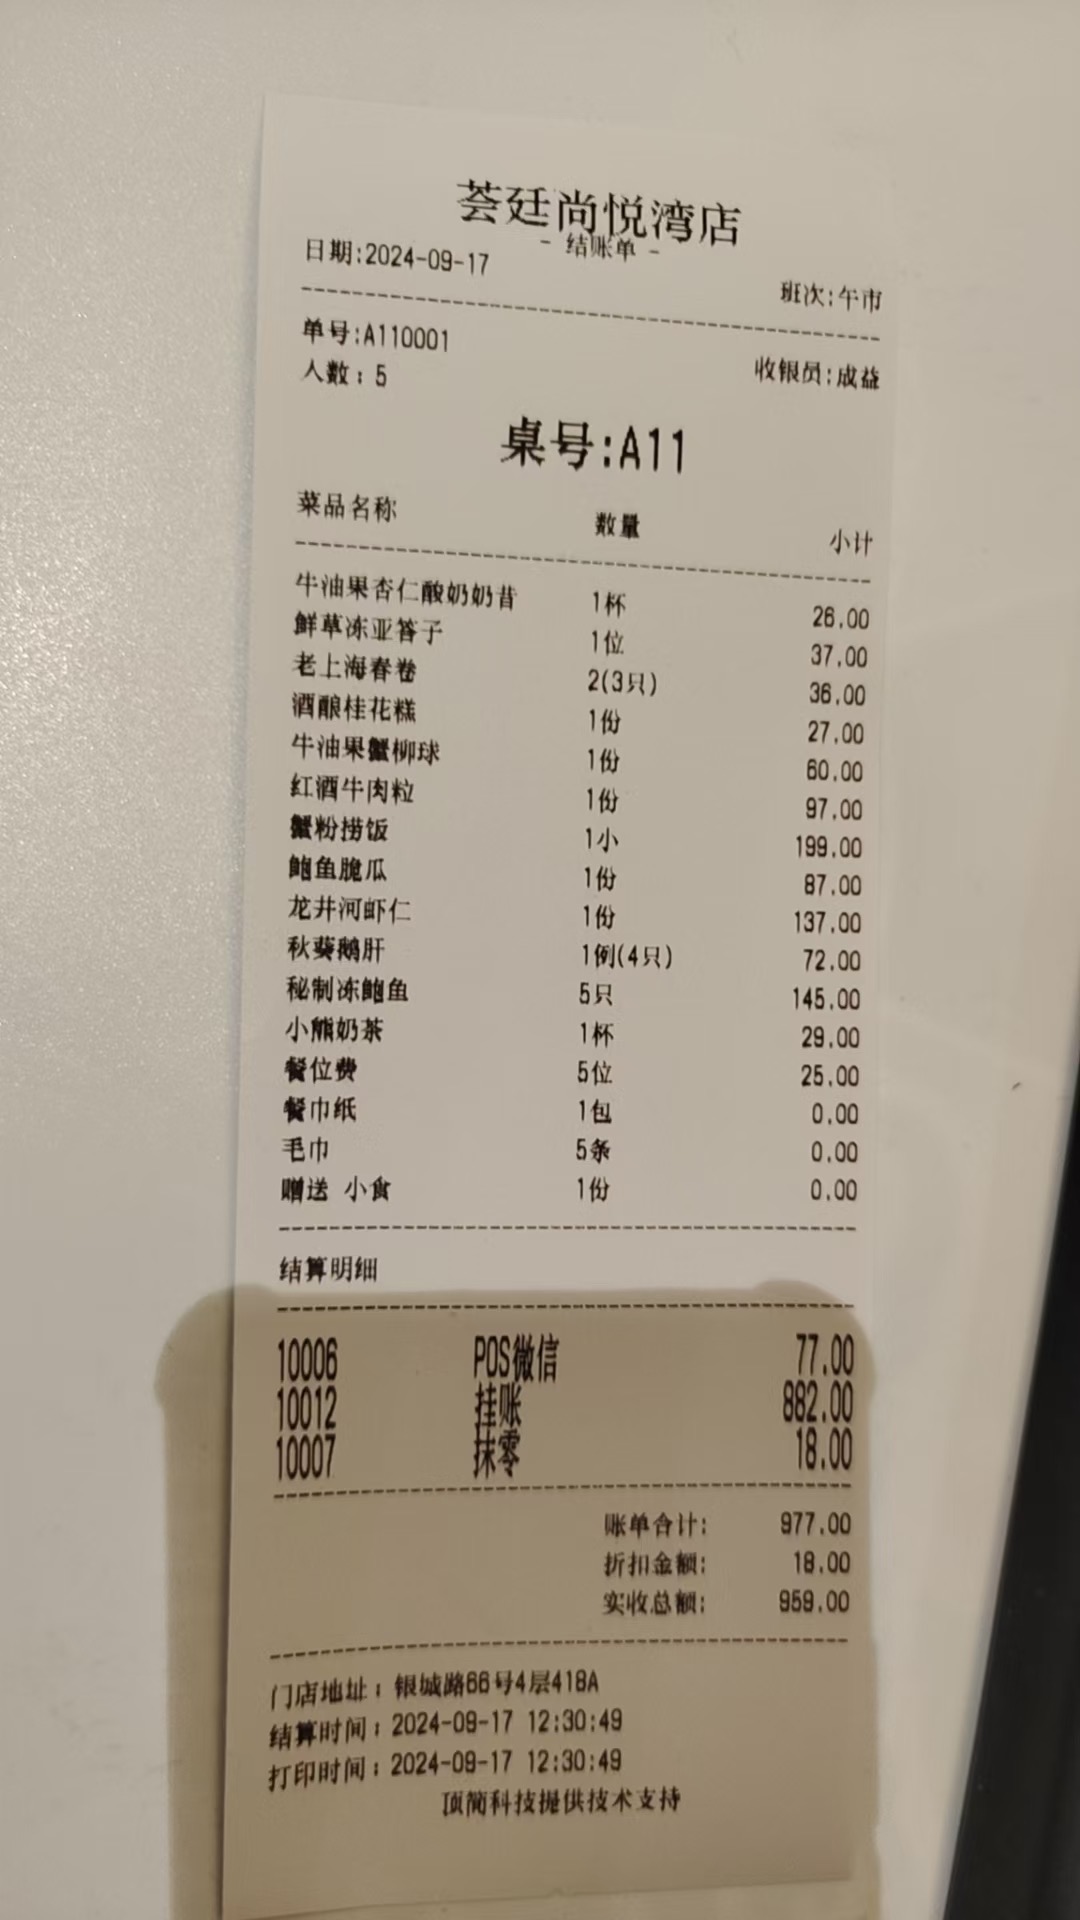 荟廷尚悦湾店
- 结账单 -
日期:2024-09-17
班次:午市
单号:A110001
人数：5 收银员:成益
桌号:A11
菜品名称 数量 小计
牛油果杏仁酸奶奶昔 1杯 26.00
鲜草冻亚答子 1位 37.00
老上海春卷 2(3只) 36.00
酒酿桂花糕 1份 27.00
牛油果蟹柳球 1份 60.00
红酒牛肉粒 1份 97.00
蟹粉捞饭 1小 199.00
鲍鱼脆瓜 1份 87.00
龙井河虾仁 1份 137.00
秋葵鹅肝 1例(4只) 72.00
秘制冻鲍鱼 5只 145.00
小熊奶茶 1杯 29.00
餐位费 5位 25.00
餐巾纸 1包 0.00
毛巾 5条 0.00
赠送 小食 1份 0.00
结算明细
10006 POS微信 77.00
10012 挂账 882.00
10007 抹零 18.00
账单合计: 977.00
折扣金额: 18.00
实收总额: 959.00
门店地址：银城路66号4层418A
结算时间：2024-09-17 12:30:49
打印时间：2024-09-17 12:30:49
顶简科技提供技术支持